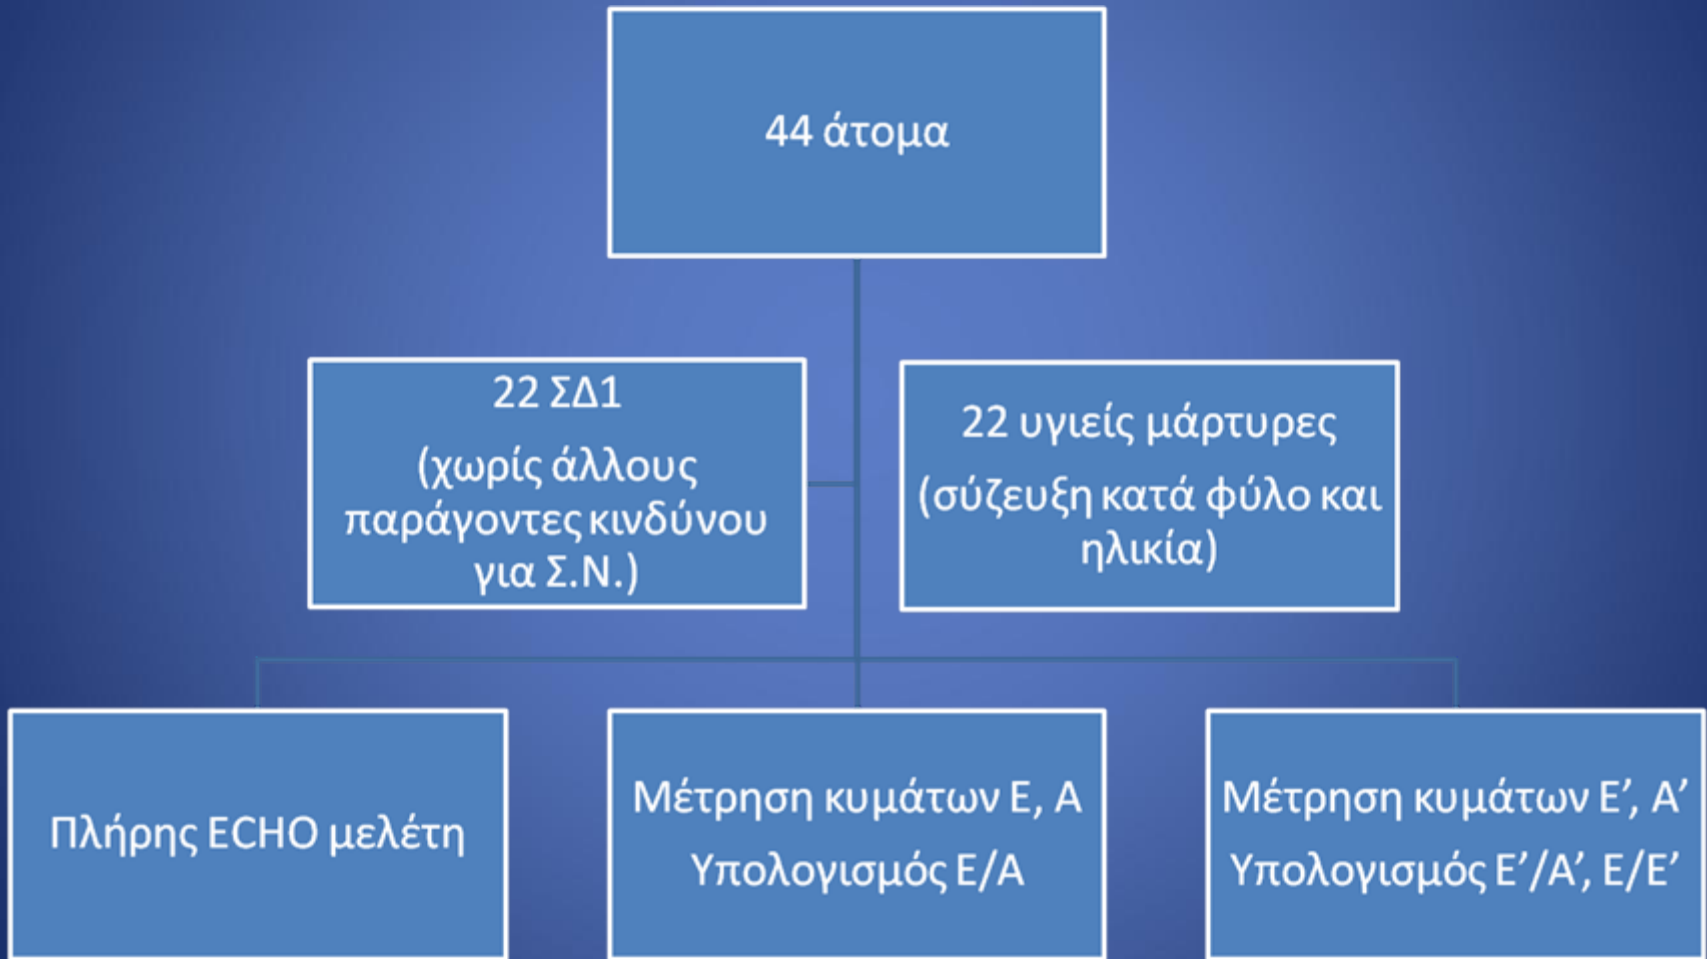 44 άτομα
22 ΣΔ1
(χωρίς άλλους
παράγοντες κινδύνου
για Σ.Ν.)
22 υγιείς μάρτυρες
(σύζευξη κατά φύλο και
ηλικία)
Πλήρης ECHO μελέτη
Μέτρηση κυμάτων Ε, Α
Υπολογισμός Ε/Α
Μέτρηση κυμάτων Ε’, Α’
Υπολογισμός Ε’/Α’, Ε/Ε’